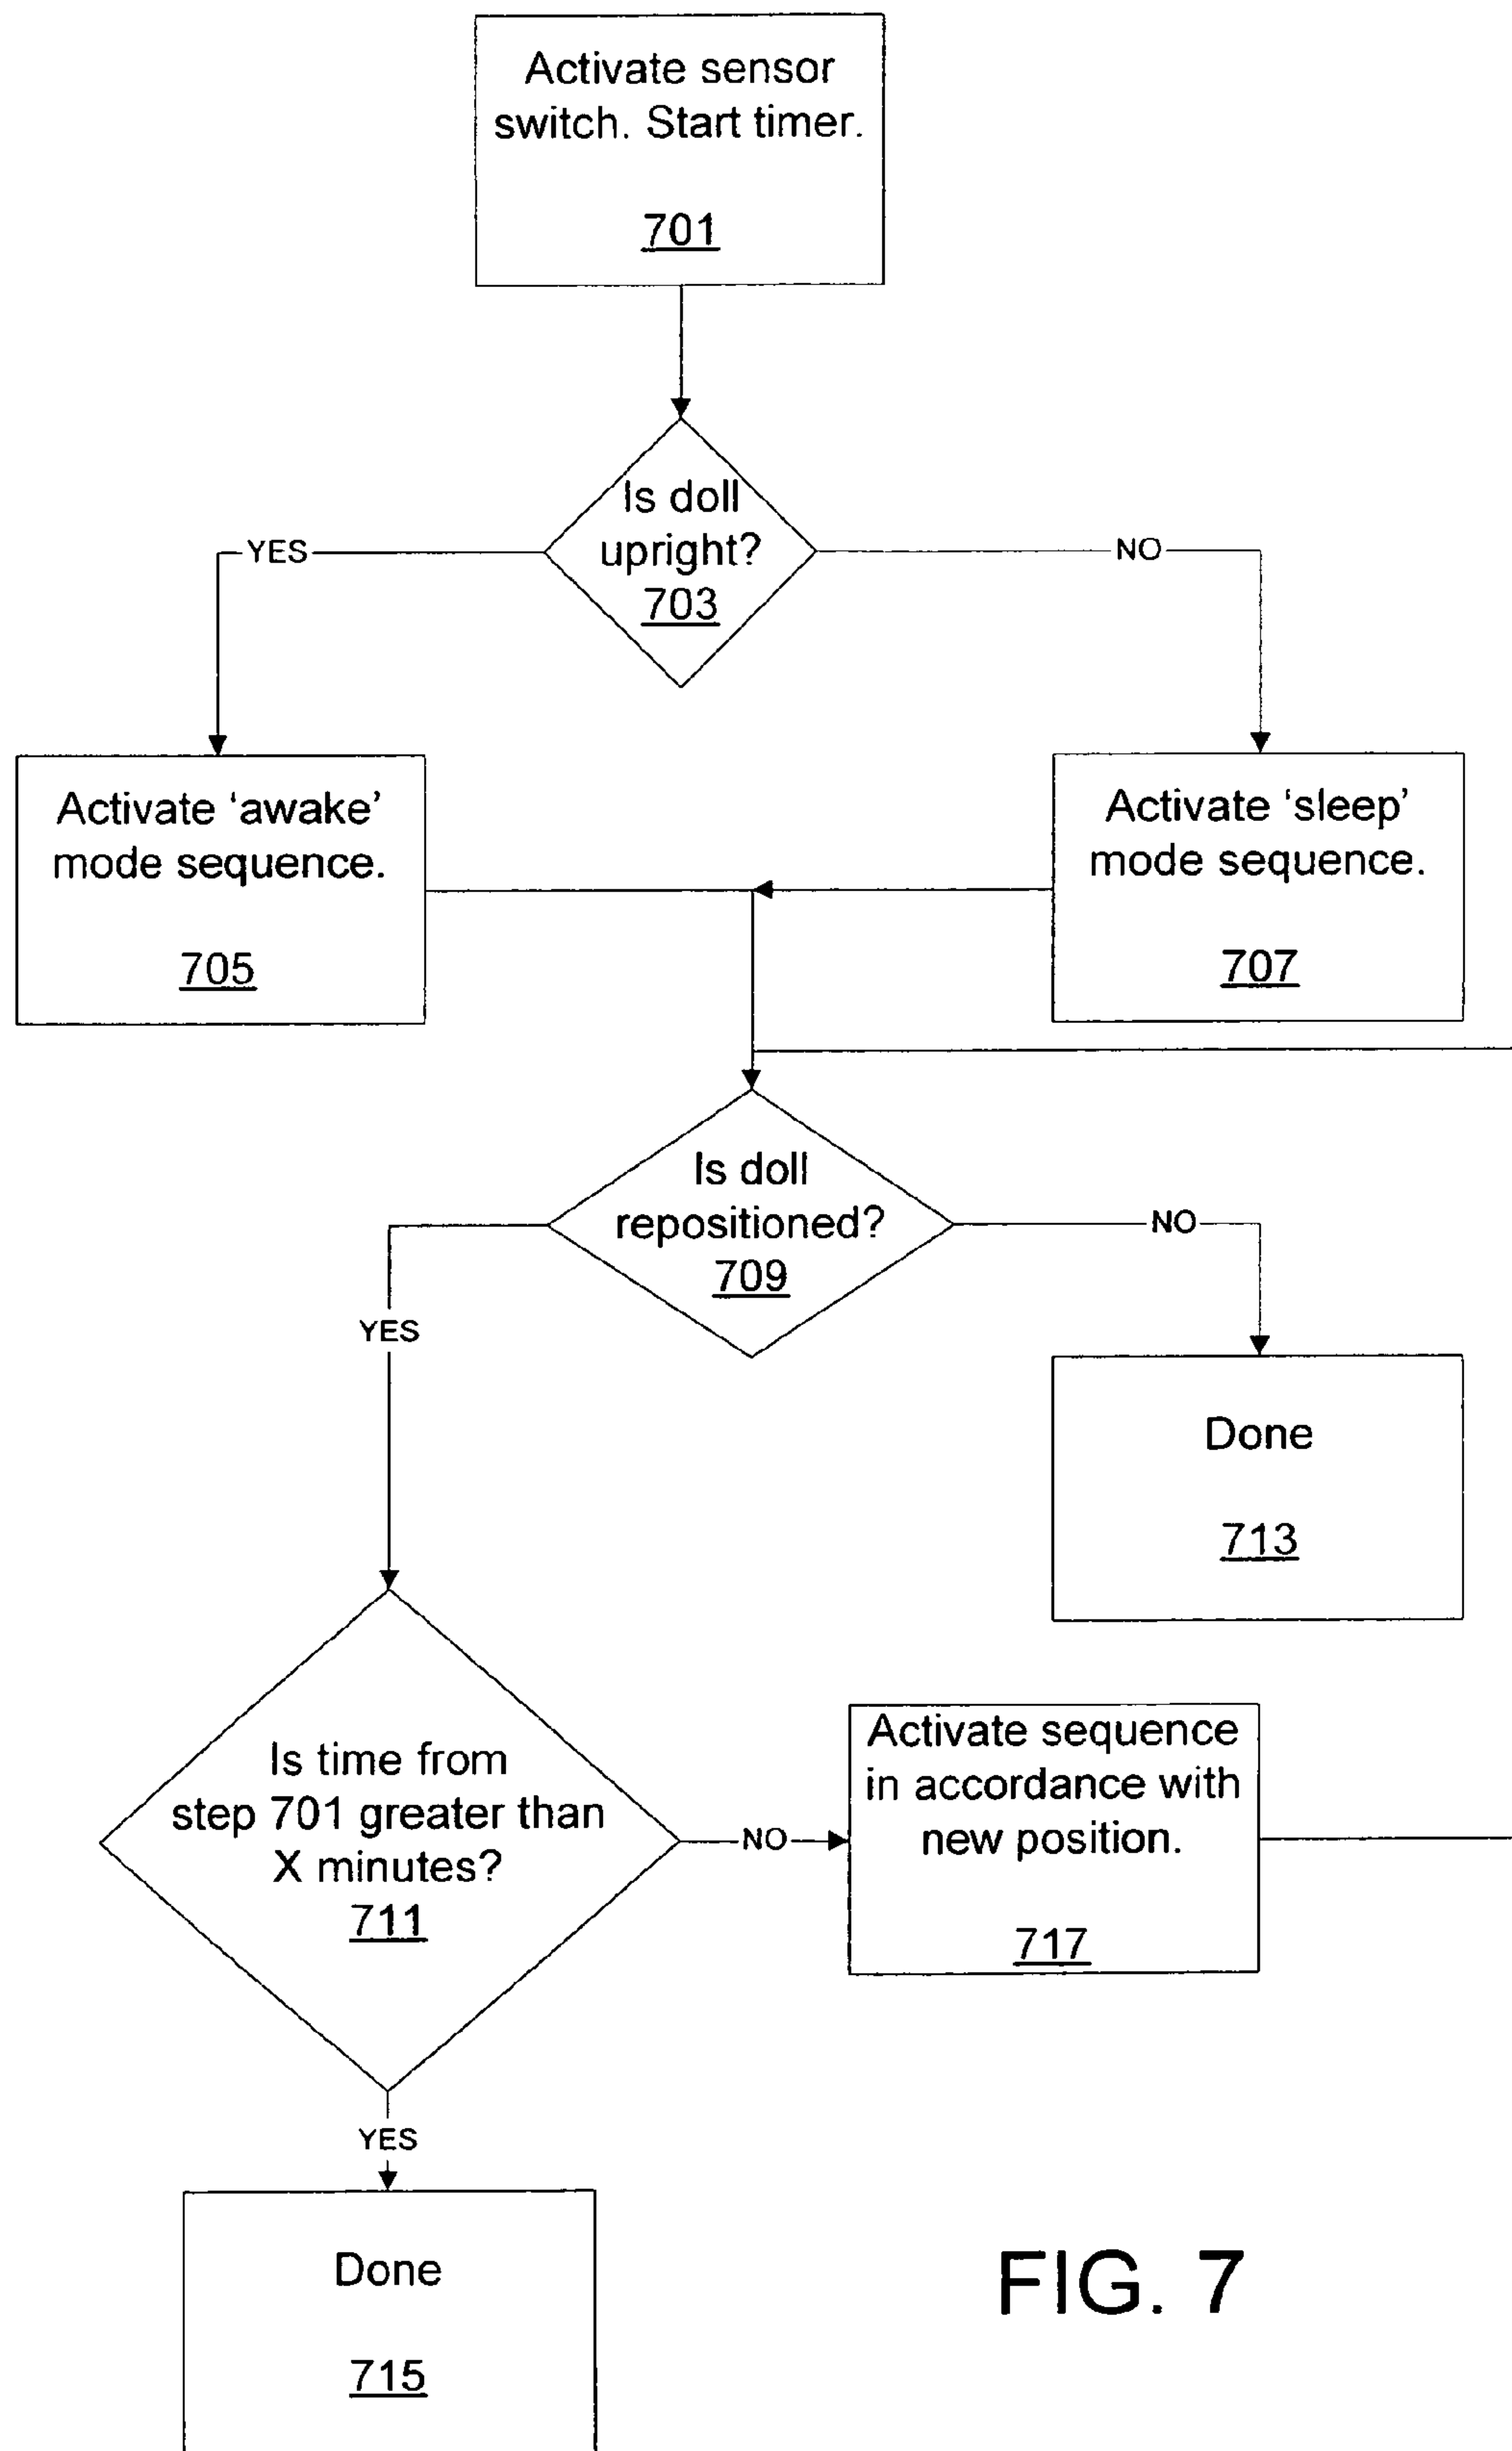 Activate sensor
switch. Start timer.
701
Is doll
upright?
703
YES
NO
Activate ‘awake’
mode sequence.
705
Activate ‘sleep’
mode sequence.
707
Is doll
repositioned?
709
NO
YES
Done
713
Is time from
step 701 greater than
X minutes?
711
NO
Activate sequence
in accordance with
new position.
717
YES
Done
715
FIG. 7